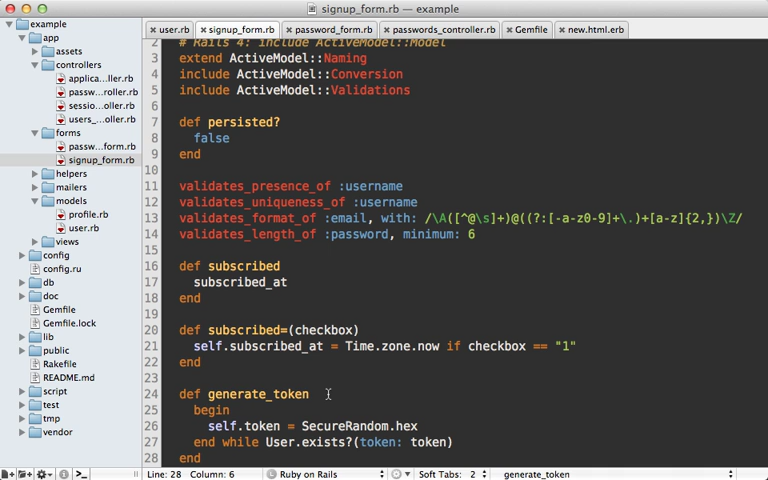 signup_form.rb — example
example
app
assets
controllers
applica...ller.rb
passw...roller.rb
sessio...oller.rb
users_...oller.rb
forms
passw...form.rb
signup_form.rb
helpers
mailers
models
profile.rb
user.rb
views
config
config.ru
db
doc
Gemfile
Gemfile.lock
lib
public
Rakefile
README.md
script
test
tmp
vendor
user.rb
signup_form.rb
password_form.rb
passwords_controller.rb
Gemfile
new.html.erb
2 # Rails 4: include ActiveModel::Model
3 extend ActiveModel::Naming
4 include ActiveModel::Conversion
5 include ActiveModel::Validations
6
7 def persisted?
8 false
9 end
10
11 validates_presence_of :username
12 validates_uniqueness_of :username
13 validates_format_of :email, with: /\A([^@\s]+)@((?:[-a-z0-9]+\.)+[a-z]{2,})\Z/
14 validates_length_of :password, minimum: 6
15
16 def subscribed
17 subscribed_at
18 end
19
20 def subscribed=(checkbox)
21 self.subscribed_at = Time.zone.now if checkbox == "1"
22 end
23
24 def generate_token
25 begin
26 self.token = SecureRandom.hex
27 end while User.exists?(token: token)
28 end
Line: 28 Column: 6 Ruby on Rails Soft Tabs: 2 generate_token